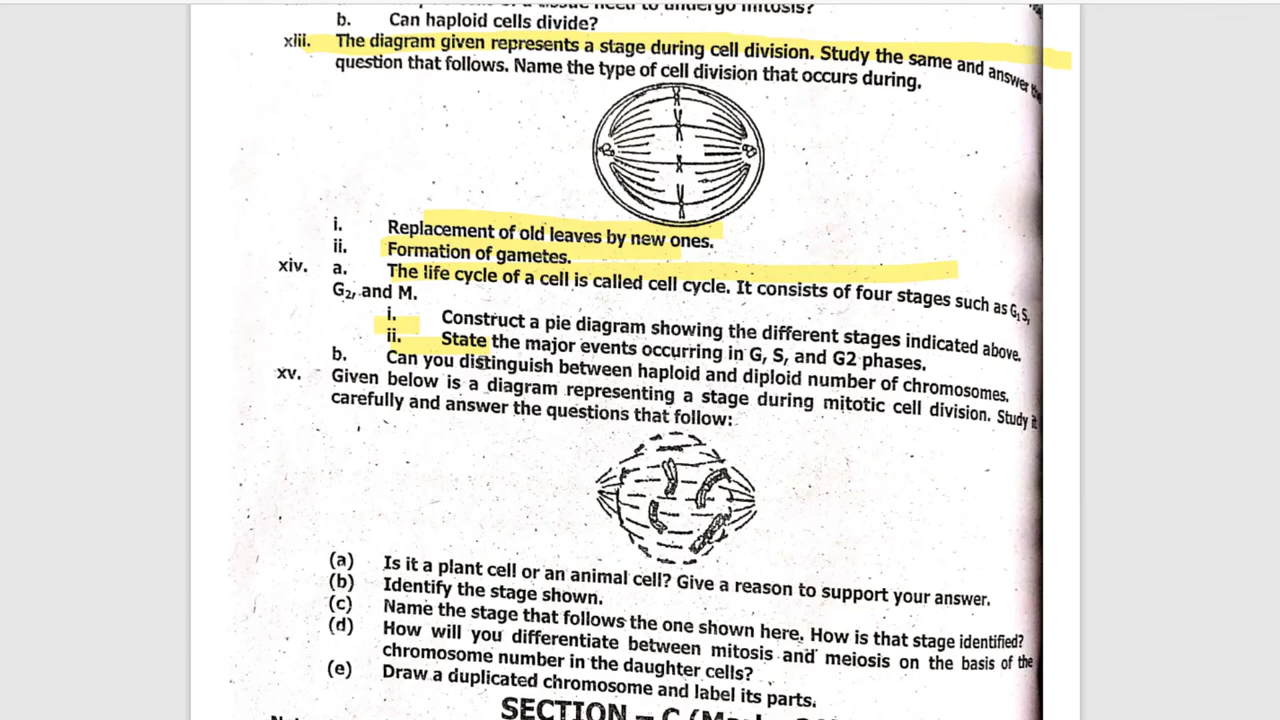 need to undergo mitosis?
b. Can haploid cells divide?
xiii. The diagram given represents a stage during cell division. Study the same and answer the
question that follows. Name the type of cell division that occurs during.
i. Replacement of old leaves by new ones.
ii. Formation of gametes.
xiv. a. The life cycle of a cell is called cell cycle. It consists of four stages such as G₁ S,
G₂, and M.
i. Construct a pie diagram showing the different stages indicated above.
ii. State the major events occurring in G, S, and G2 phases.
b. Can you distinguish between haploid and diploid number of chromosomes.
xv. Given below is a diagram representing a stage during mitotic cell division. Study it
carefully and answer the questions that follow:
(a) Is it a plant cell or an animal cell? Give a reason to support your answer.
(b) Identify the stage shown.
(c) Name the stage that follows the one shown here. How is that stage identified?
(d) How will you differentiate between mitosis and meiosis on the basis of the
chromosome number in the daughter cells?
(e) Draw a duplicated chromosome and label its parts.
SECTION – C